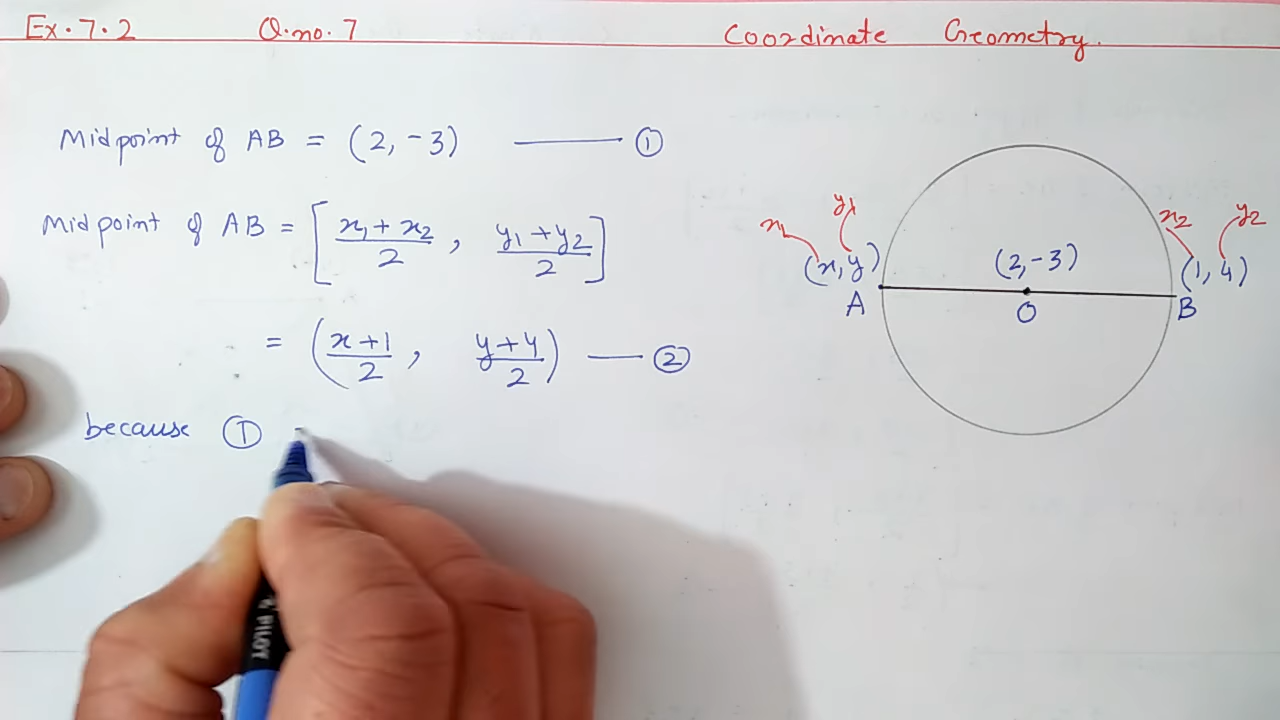 Ex. 7.2 Q.no. 7 Coordinate Geometry.
Midpoint of AB = (2, -3) ——— ①
Midpoint of AB = [ x₁ + x₂ / 2 , y₁ + y₂ / 2 ]
= ( x + 1 / 2 , y + 4 / 2 ) — ②
because ①
x₁ y₁
(x, y)
A
(2, -3)
O
x₂ y₂
(1, 4)
B
PILOT